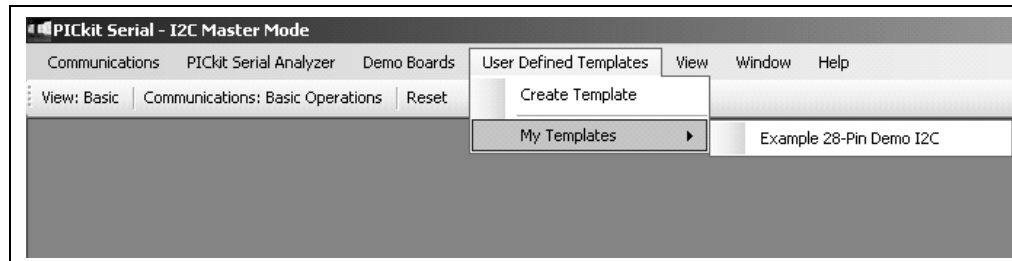 PICkit Serial - I2C Master Mode
Communications PICkit Serial Analyzer Demo Boards User Defined Templates View Window Help
View: Basic Communications: Basic Operations Reset
Create Template
My Templates
Example 28-Pin Demo I2C